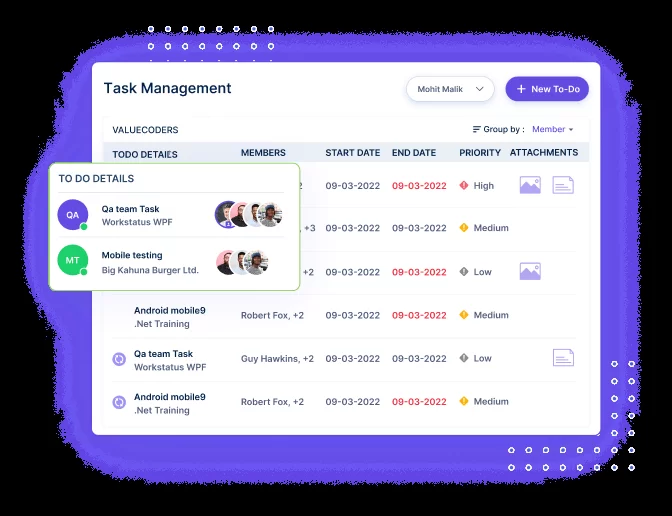 Task Management
Mohit Malik
+ New To-Do
VALUECODERS
Group by : Member
TODO DETAIES MEMBERS START DATE END DATE PRIORITY ATTACHMENTS
TO DO DETAILS
QA
Qa team Task
Workstatus WPF
MT
Mobile testing
Big Kahuna Burger Ltd.
2 09-03-2022 09-03-2022 High
, +3 09-03-2022 09-03-2022 Medium
+2 09-03-2022 09-03-2022 Low
Android mobile9
.Net Training
Robert Fox, +2 09-03-2022 09-03-2022 Medium
Qa team Task
Workstatus WPF
Guy Hawkins, +2 09-03-2022 09-03-2022 Low
Android mobile9
.Net Training
Robert Fox, +2 09-03-2022 09-03-2022 Medium